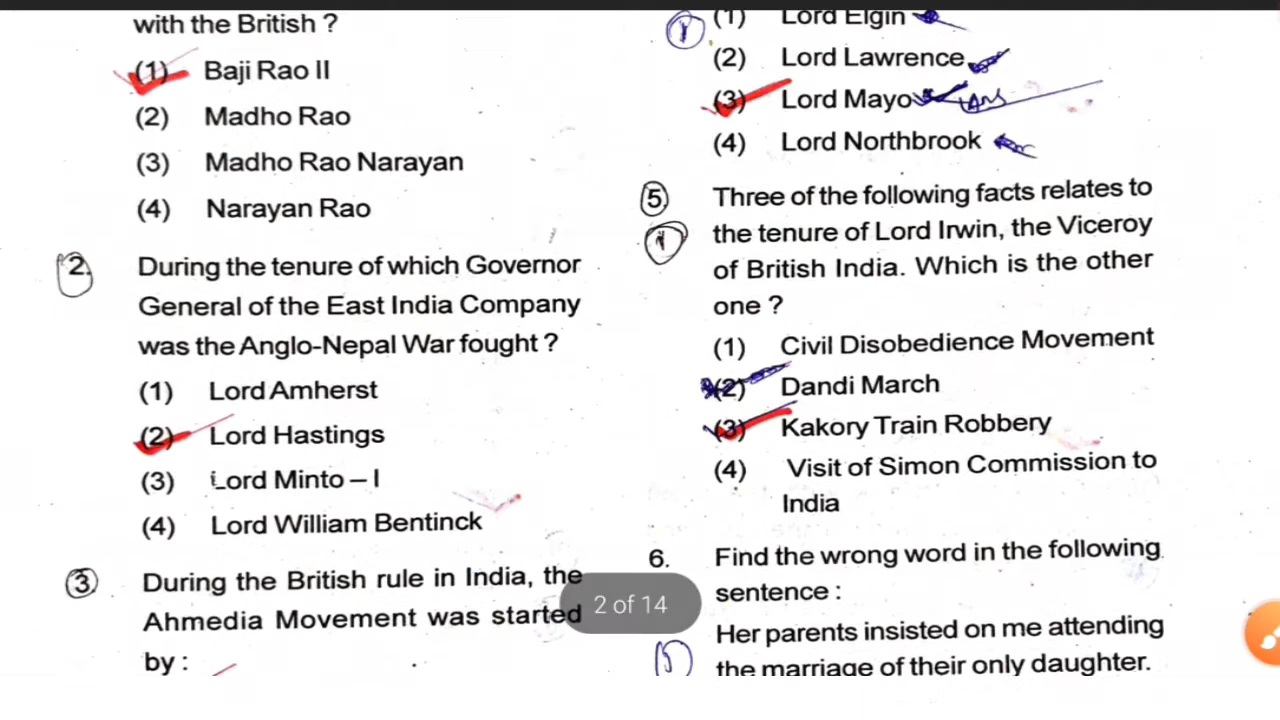 with the British ?
(1) Baji Rao II
(2) Madho Rao
(3) Madho Rao Narayan
(4) Narayan Rao
2. During the tenure of which Governor
General of the East India Company
was the Anglo-Nepal War fought ?
(1) Lord Amherst
(2) Lord Hastings
(3) Lord Minto – I
(4) Lord William Bentinck
3. During the British rule in India, the
Ahmedia Movement was started
by :
(1) Lord Elgin
(2) Lord Lawrence
(3) Lord Mayo Ans
(4) Lord Northbrook
5 Three of the following facts relates to
the tenure of Lord Irwin, the Viceroy
of British India. Which is the other
one ?
(1) Civil Disobedience Movement
(2) Dandi March
(3) Kakory Train Robbery
(4) Visit of Simon Commission to
India
6. Find the wrong word in the following
sentence :
Her parents insisted on me attending
the marriage of their only daughter.
2 of 14